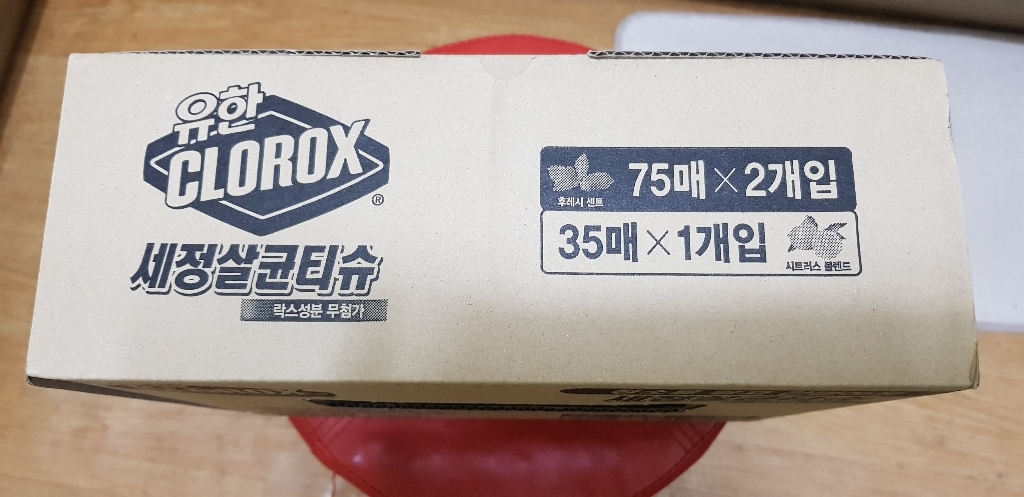 유한
CLOROX®
세정살균티슈
락스성분 무첨가
75매×2개입
후레시 센트
35매×1개입
시트러스 블렌드